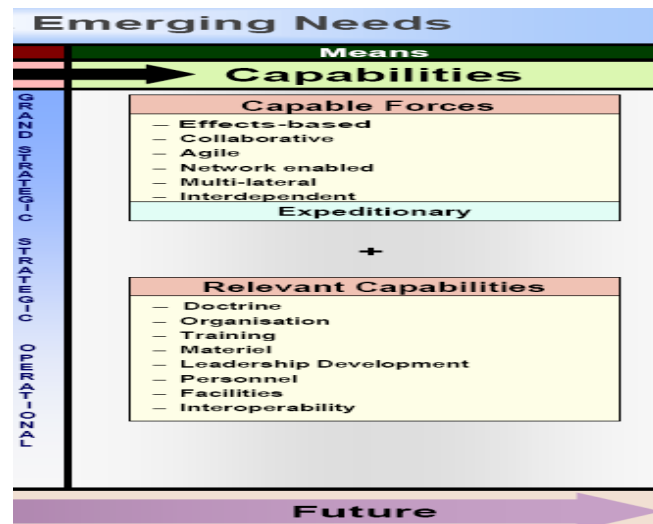 Emerging Needs
Means
Capabilities
GRAND STRATEGIC STRATEGIC OPERATIONAL
Capable Forces
– Effects-based
– Collaborative
– Agile
– Network enabled
– Multi-lateral
– Interdependent
Expeditionary
+
Relevant Capabilities
– Doctrine
– Organisation
– Training
– Materiel
– Leadership Development
– Personnel
– Facilities
– Interoperability
Future